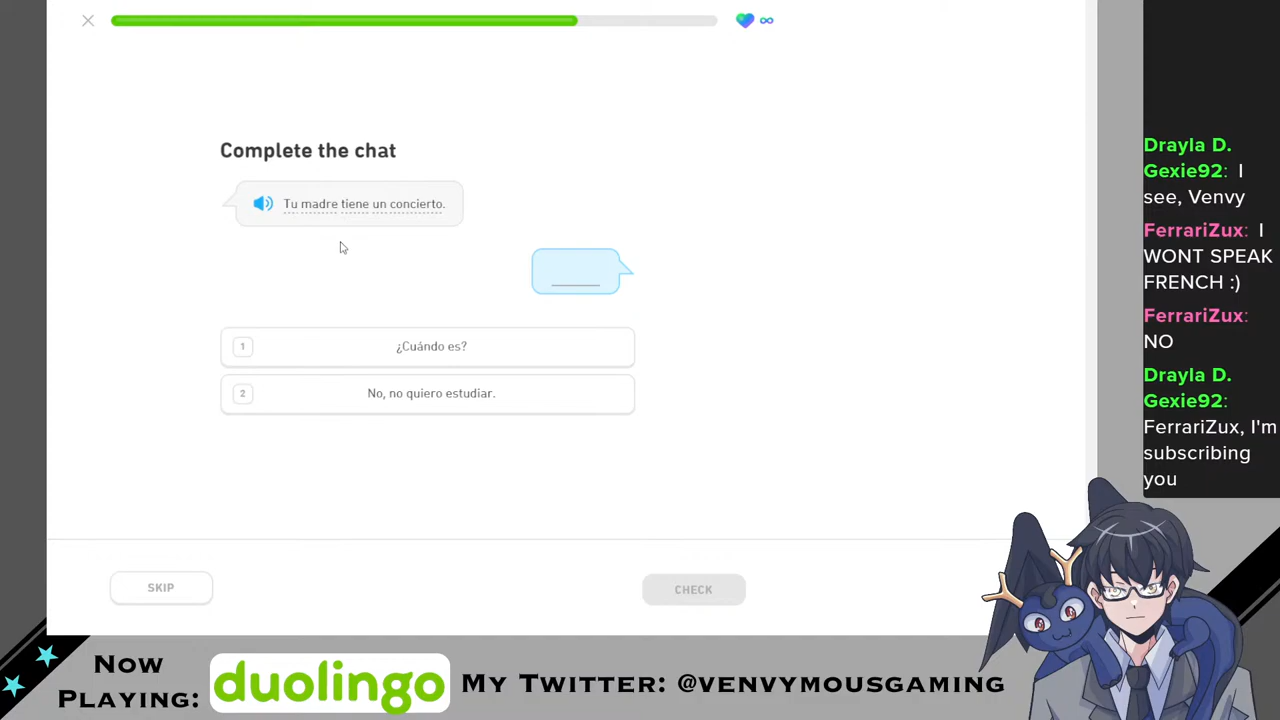 Complete the chat
Tu madre tiene un concierto.
1 ¿Cuándo es?
2 No, no quiero estudiar.
SKIP
CHECK
Drayla D.
Gexie92: I
see, Venvy
FerrariZux: I
WONT SPEAK
FRENCH :)
FerrariZux:
NO
Drayla D.
Gexie92:
FerrariZux, I'm
subscribing
you
Now
Playing:
duolingo
My Twitter: @venvymousgaming